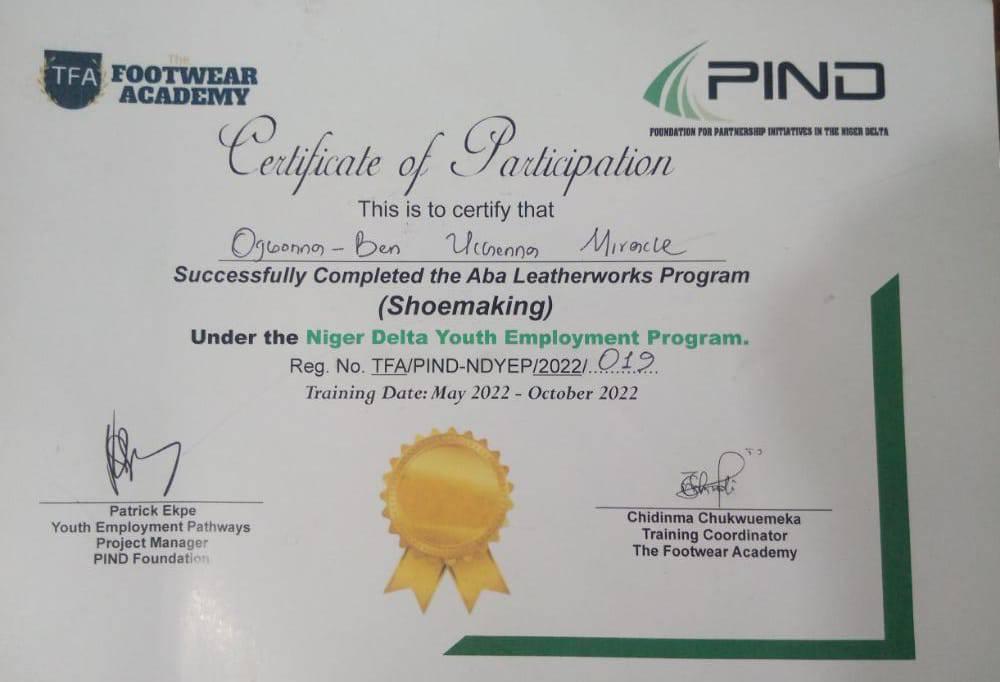 TFA The
FOOTWEAR
ACADEMY
PIND
FOUNDATION FOR PARTNERSHIP INITIATIVES IN THE NIGER DELTA
Certificate of Participation
This is to certify that
Ogbonna-Ben Uchenna Miracle
Successfully Completed the Aba Leatherworks Program
(Shoemaking)
Under the Niger Delta Youth Employment Program.
Reg. No. TFA/PIND-NDYEP/2022/..019..
Training Date: May 2022 - October 2022
Patrick Ekpe
Youth Employment Pathways
Project Manager
PIND Foundation
Chidinma Chukwuemeka
Training Coordinator
The Footwear Academy